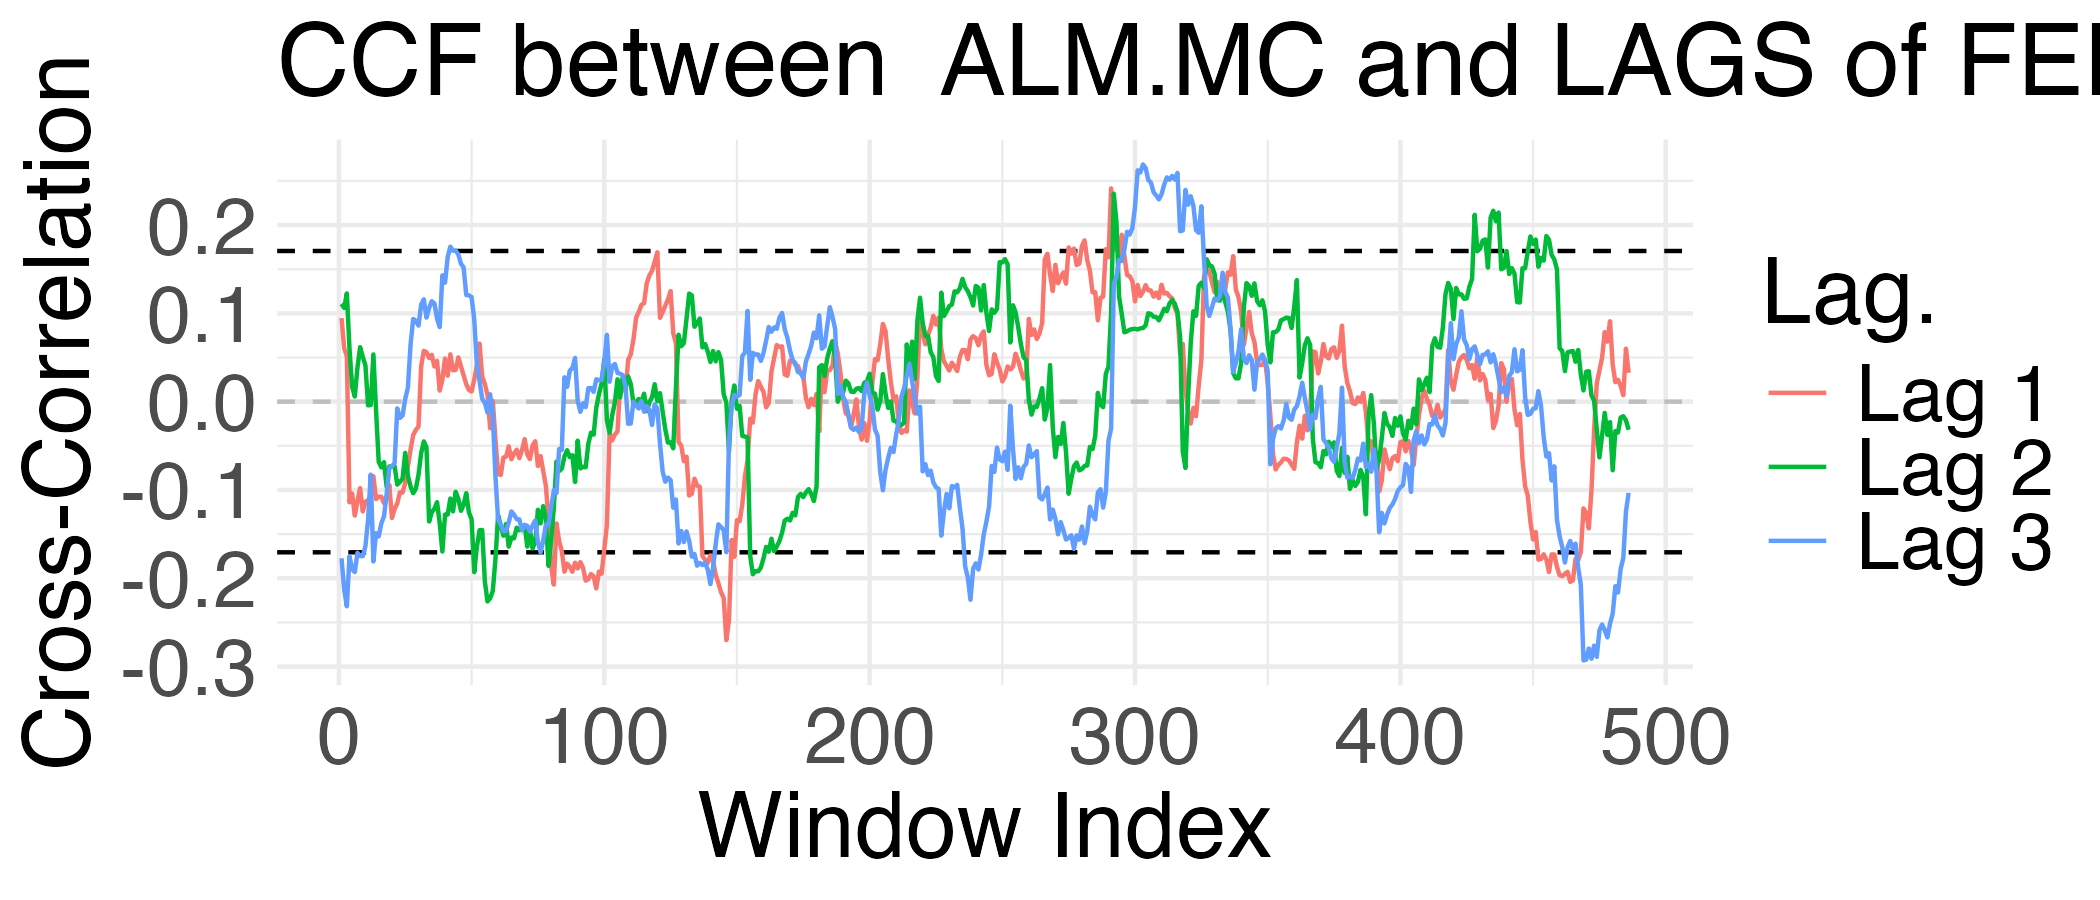 CCF between ALM.MC and LAGS of
Cross-Correlation
0.2
0.1
0.0
-0.1
-0.2
-0.3
0 100 200 300 400 500
Window Index
Lag.
Lag 1
Lag 2
Lag 3